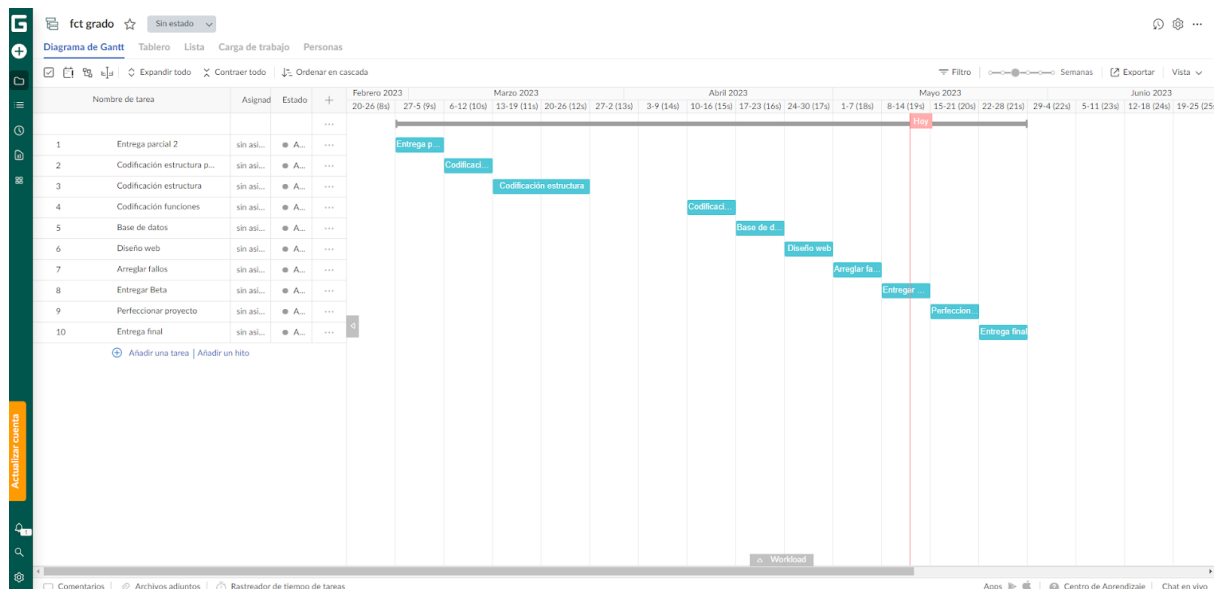 fct grado Sin estado
Diagrama de Gantt Tablero Lista Carga de trabajo Personas
Expandir todo Contraer todo Ordenar en cascada Filtro Semanas Exportar Vista
Nombre de tarea Asignad Estado
Febrero 2023 Marzo 2023 Abril 2023 Mayo 2023 Junio 2023
20-26 (8s) 27-5 (9s) 6-12 (10s) 13-19 (11s) 20-26 (12s) 27-2 (13s) 3-9 (14s) 10-16 (15s) 17-23 (16s) 24-30 (17s) 1-7 (18s) 8-14 (19s) 15-21 (20s) 22-28 (21s) 29-4 (22s) 5-11 (23s) 12-18 (24s) 19-25 (25s
Hoy
1 Entrega parcial 2 sin asi... A... Entrega p...
2 Codificación estructura p... sin asi... A... Codificaci...
3 Codificación estructura sin asi... A... Codificación estructura
4 Codificación funciones sin asi... A... Codificaci...
5 Base de datos sin asi... A... Base de d...
6 Diseño web sin asi... A... Diseño web
7 Arreglar fallos sin asi... A... Arreglar fa...
8 Entregar Beta sin asi... A... Entregar ...
9 Perfeccionar proyecto sin asi... A... Perfeccion...
10 Entrega final sin asi... A... Entrega final
Añadir una tarea | Añadir un hito
Actualizar cuenta
Workload
Comentarios Archivos adjuntos Rastreador de tiempo de tareas Apps Centro de Aprendizaje Chat en vivo